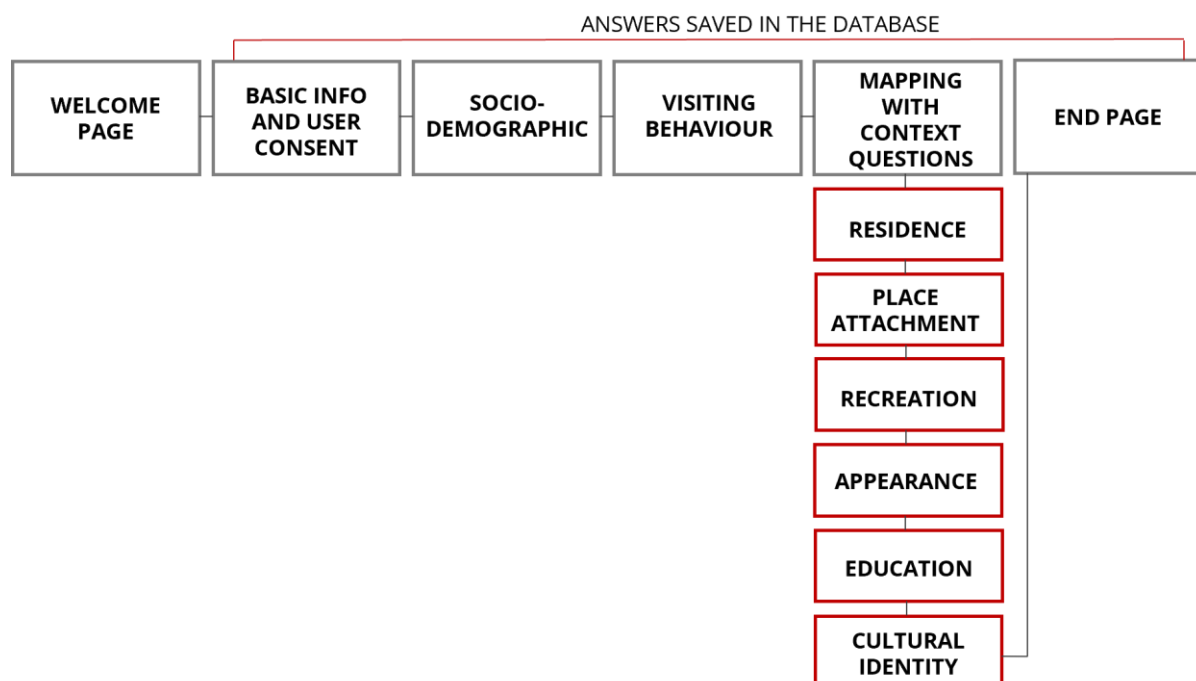 ANSWERS SAVED IN THE DATABASE
WELCOME
PAGE
BASIC INFO
AND USER
CONSENT
SOCIO-
DEMOGRAPHIC
VISITING
BEHAVIOUR
MAPPING
WITH
CONTEXT
QUESTIONS
END PAGE
RESIDENCE
PLACE
ATTACHMENT
RECREATION
APPEARANCE
EDUCATION
CULTURAL
IDENTITY